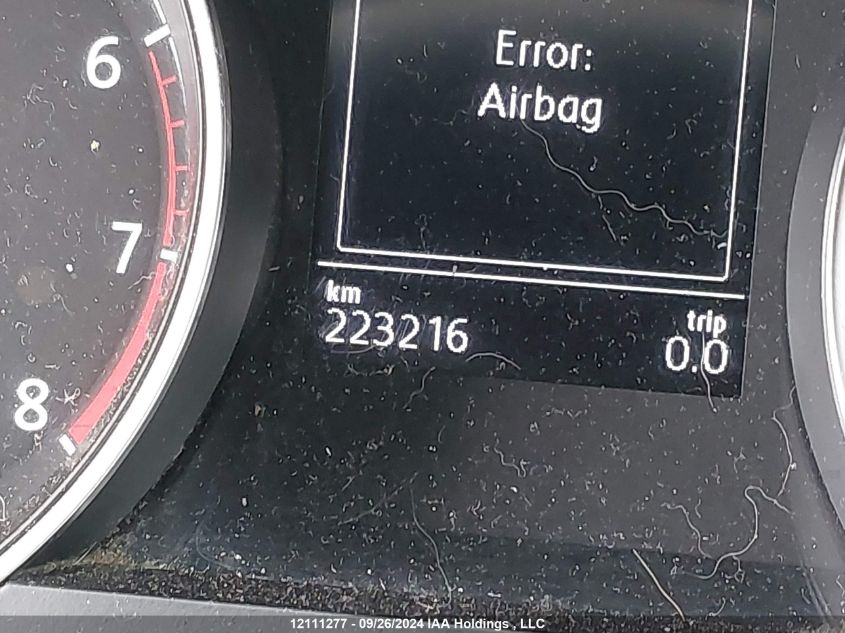 6
7
8
Error:
Airbag
km
223216
trip
0.0
12111277 - 09/26/2024 IAA Holdings , LLC